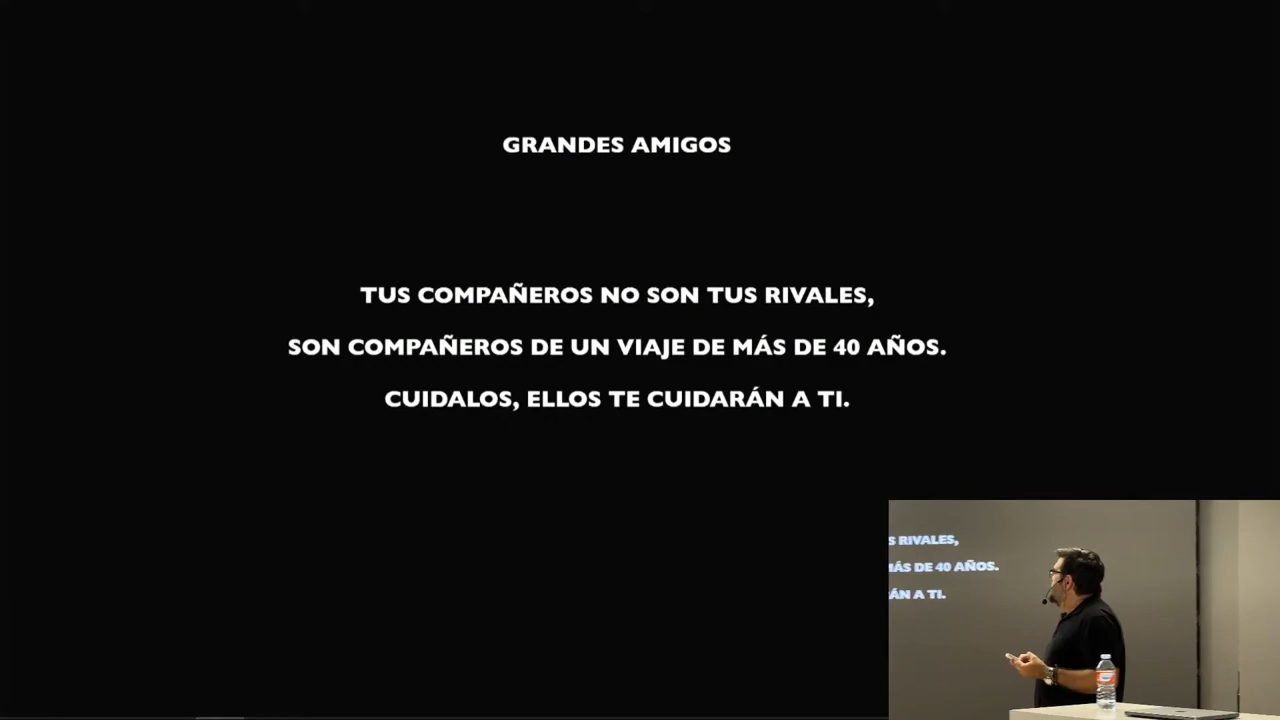 GRANDES AMIGOS
TUS COMPAÑEROS NO SON TUS RIVALES,
SON COMPAÑEROS DE UN VIAJE DE MÁS DE 40 AÑOS.
CUIDALOS, ELLOS TE CUIDARÁN A TI.
S RIVALES,
MÁS DE 40 AÑOS.
ÁN A TI.